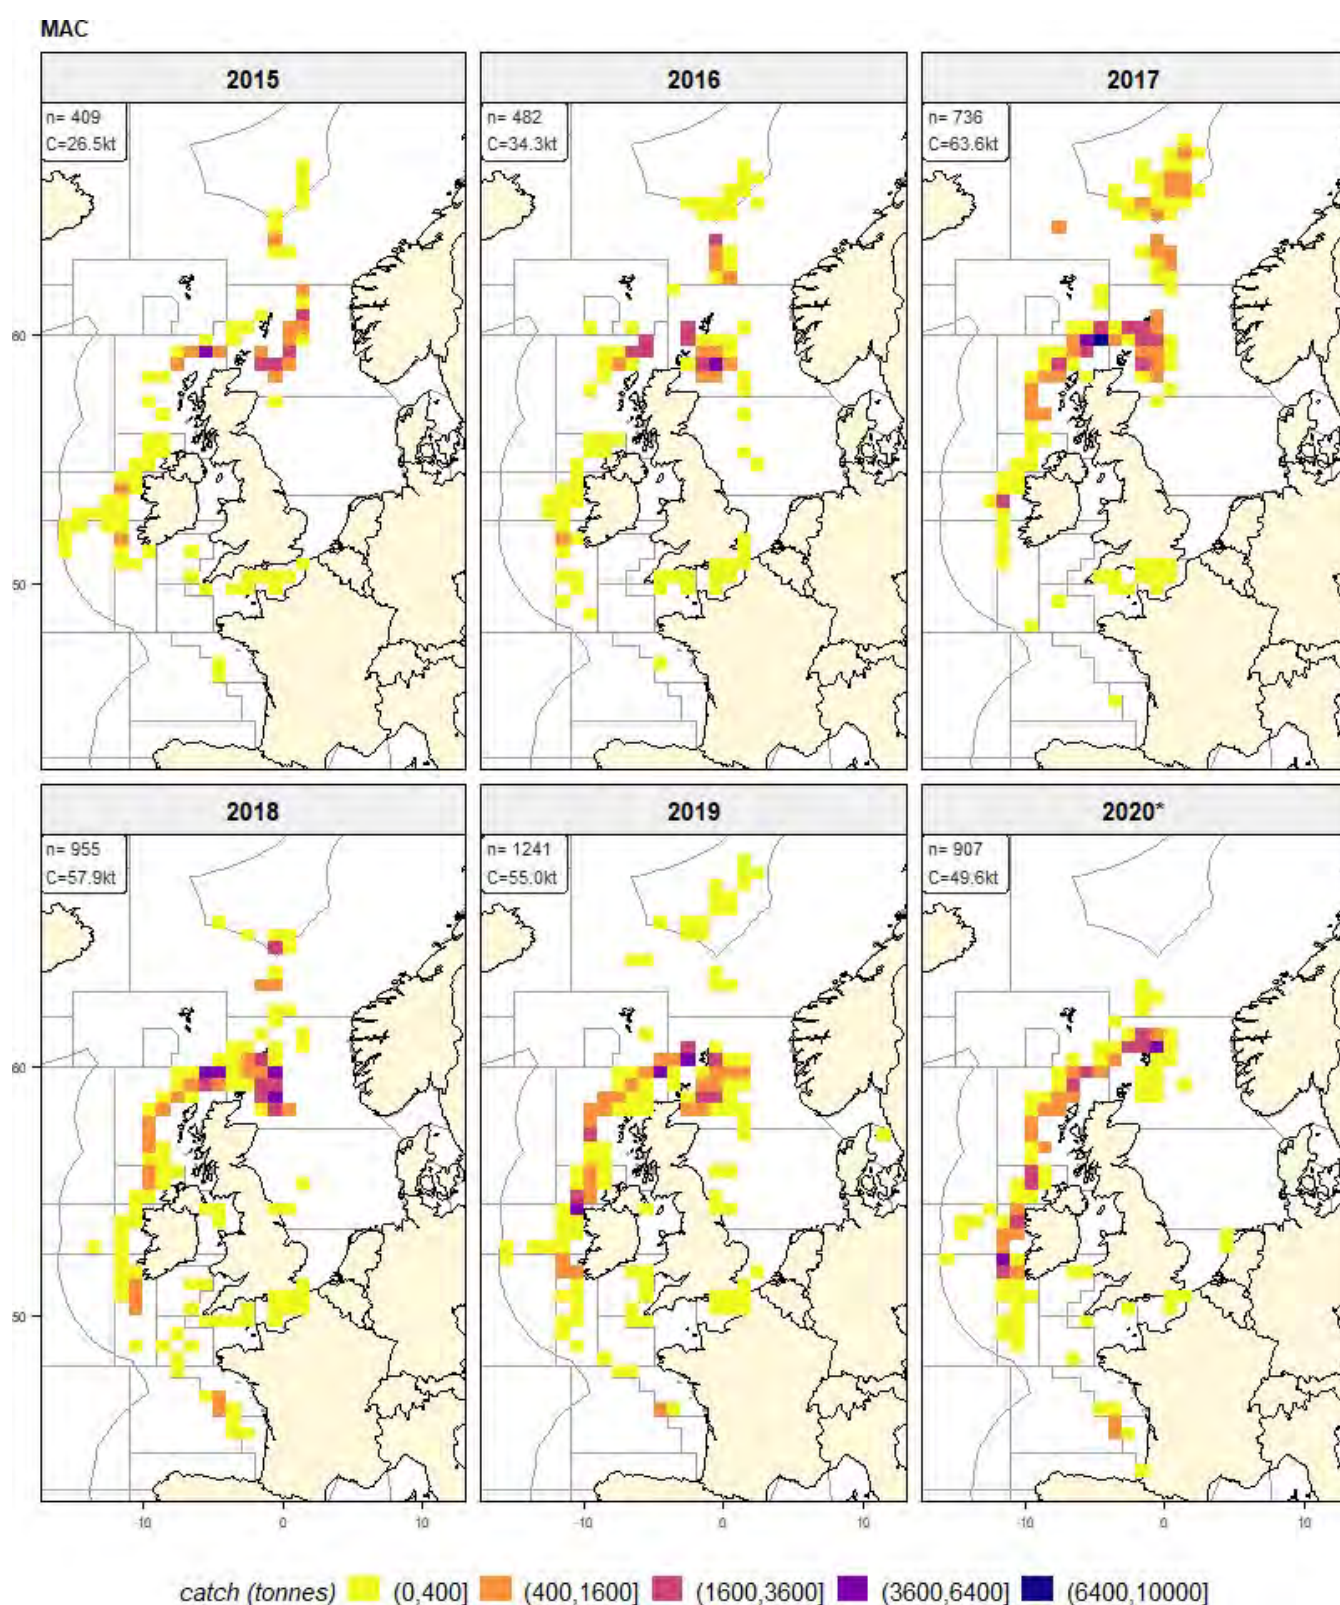 MAC
2015
2016
2017
n= 409
C=26.5kt
n= 482
C=34.3kt
n= 736
C=63.6kt
60
50
2018
2019
2020*
n= 955
C=57.9kt
n= 1241
C=55.0kt
n= 907
C=49.6kt
60
50
-10 0 10 -10 0 10 -10 0 10
catch (tonnes) (0,400] (400,1600] (1600,3600] (3600,6400] (6400,10000]